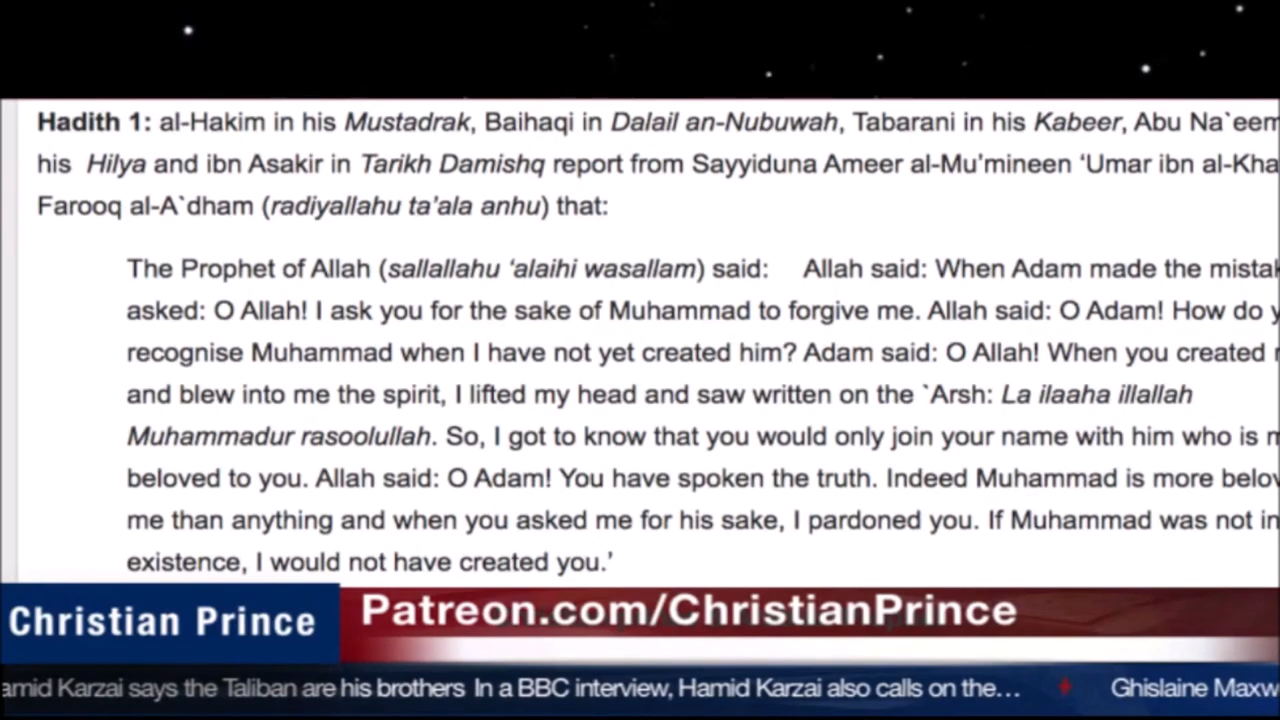 Hadith 1: al-Hakim in his Mustadrak, Baihaqi in Dalail an-Nubuwah, Tabarani in his Kabeer, Abu Na`eem
his Hilya and ibn Asakir in Tarikh Damishq report from Sayyiduna Ameer al-Mu’mineen ‘Umar ibn al-Kha
Farooq al-A`dham (radiyallahu ta’ala anhu) that:
The Prophet of Allah (sallallahu ‘alaihi wasallam) said: Allah said: When Adam made the mistak
asked: O Allah! I ask you for the sake of Muhammad to forgive me. Allah said: O Adam! How do y
recognise Muhammad when I have not yet created him? Adam said: O Allah! When you created
and blew into me the spirit, I lifted my head and saw written on the `Arsh: La ilaaha illallah
Muhammadur rasoolullah. So, I got to know that you would only join your name with him who is
beloved to you. Allah said: O Adam! You have spoken the truth. Indeed Muhammad is more belov
me than anything and when you asked me for his sake, I pardoned you. If Muhammad was not in
existence, I would not have created you.’
Christian Prince
Patreon.com/ChristianPrince
amid Karzai says the Taliban are his brothers In a BBC interview, Hamid Karzai also calls on the… Ghislaine Maxw